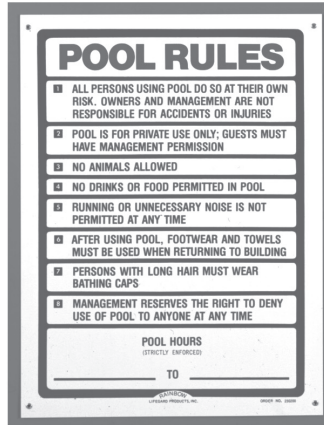 POOL RULES
1 ALL PERSONS USING POOL DO SO AT THEIR OWN
RISK. OWNERS AND MANAGEMENT ARE NOT
RESPONSIBLE FOR ACCIDENTS OR INJURIES
2 POOL IS FOR PRIVATE USE ONLY; GUESTS MUST
HAVE MANAGEMENT PERMISSION
3 NO ANIMALS ALLOWED
4 NO DRINKS OR FOOD PERMITTED IN POOL
5 RUNNING OR UNNECESSARY NOISE IS NOT
PERMITTED AT ANY TIME
6 AFTER USING POOL, FOOTWEAR AND TOWELS
MUST BE USED WHEN RETURNING TO BUILDING
7 PERSONS WITH LONG HAIR MUST WEAR
BATHING CAPS
8 MANAGEMENT RESERVES THE RIGHT TO DENY
USE OF POOL TO ANYONE AT ANY TIME
POOL HOURS
(STRICTLY ENFORCED)
TO
RAINBOW
LIFEGARD PRODUCTS, INC.
ORDER NO.